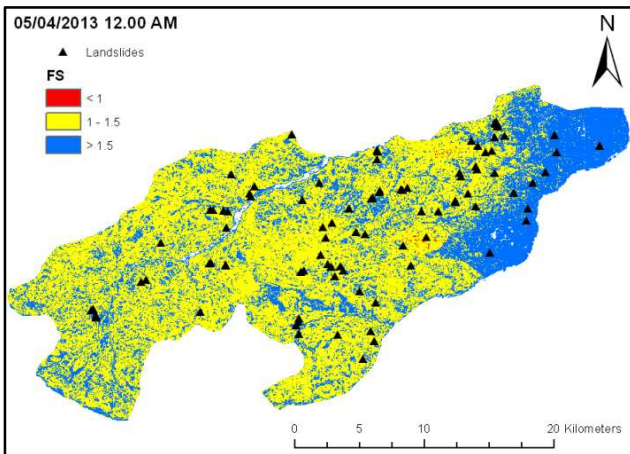 05/04/2013 12.00 AM
N
Landslides
FS
< 1
1 - 1.5
> 1.5
0 5 10 20 Kilometers